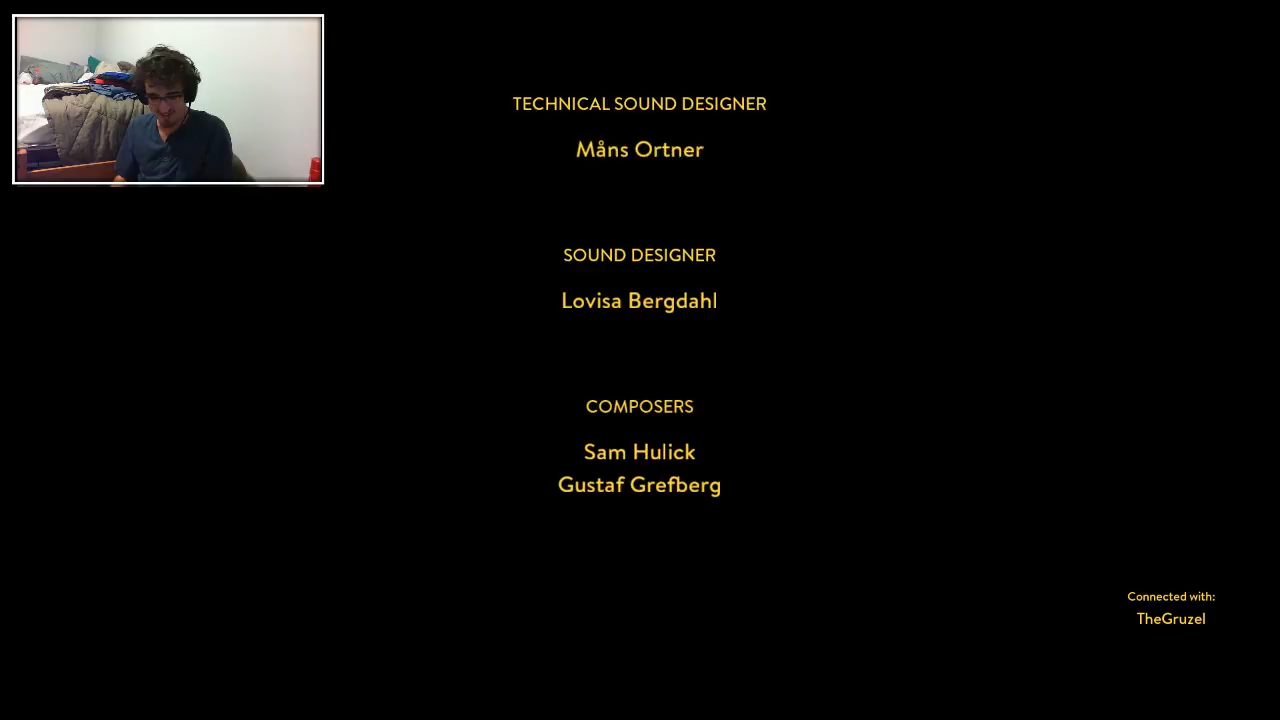 TECHNICAL SOUND DESIGNER
Måns Ortner
SOUND DESIGNER
Lovisa Bergdahl
COMPOSERS
Sam Hulick
Gustaf Grefberg
Connected with:
TheGruzel